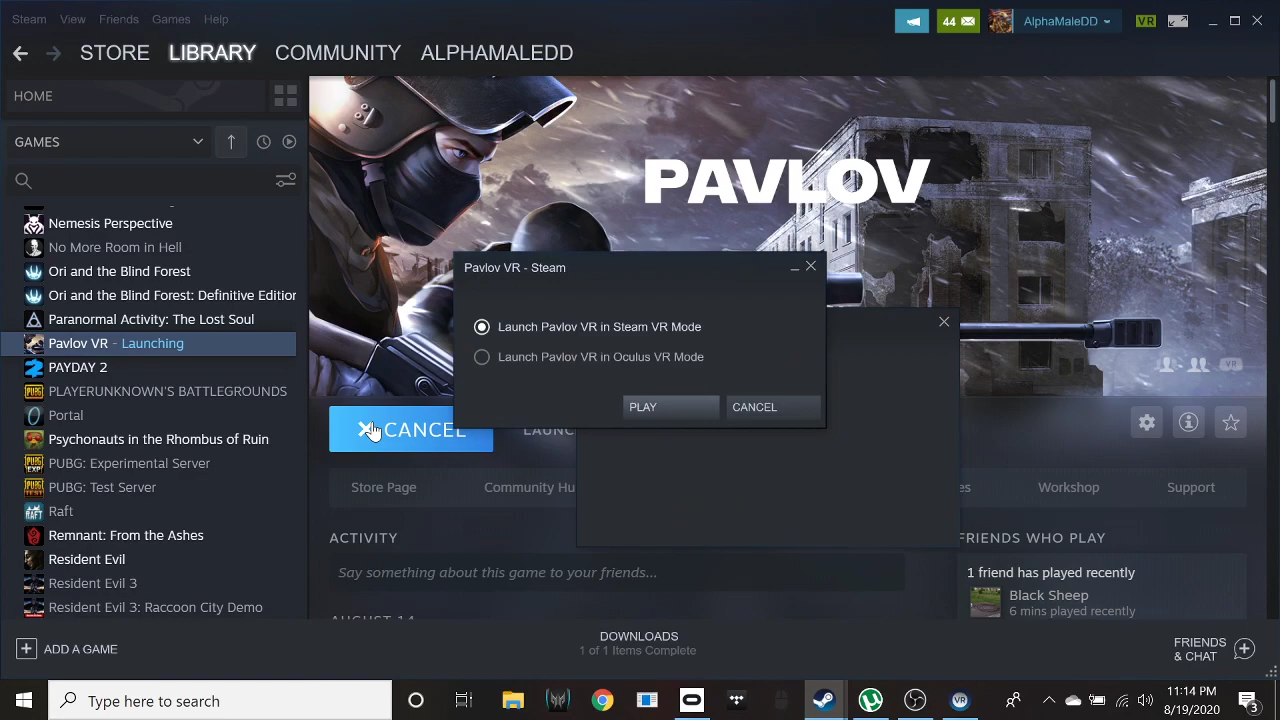 Steam View Friends Games Help
44 AlphaMaleDD VR
STORE LIBRARY COMMUNITY ALPHAMALEDD
HOME
GAMES
PAVLOV
Nemesis Perspective
No More Room in Hell
Ori and the Blind Forest
Ori and the Blind Forest: Definitive Edition
Paranormal Activity: The Lost Soul
Pavlov VR - Launching
PAYDAY 2
PLAYERUNKNOWN'S BATTLEGROUNDS
Portal
Psychonauts in the Rhombus of Ruin
PUBG: Experimental Server
PUBG: Test Server
Raft
Remnant: From the Ashes
Resident Evil
Resident Evil 3
Resident Evil 3: Raccoon City Demo
ADD A GAME
Pavlov VR - Steam
Launch Pavlov VR in Steam VR Mode
Launch Pavlov VR in Oculus VR Mode
PLAY CANCEL
VR
CANCEL LAUNC
Store Page Community Hu es Workshop Support
ACTIVITY
Say something about this game to your friends...
AUGUST 14
FRIENDS WHO PLAY
1 friend has played recently
Black Sheep
6 mins played recently
DOWNLOADS
1 of 1 Items Complete
FRIENDS
& CHAT
Type here to search
VR
11:14 PM
8/19/2020
3